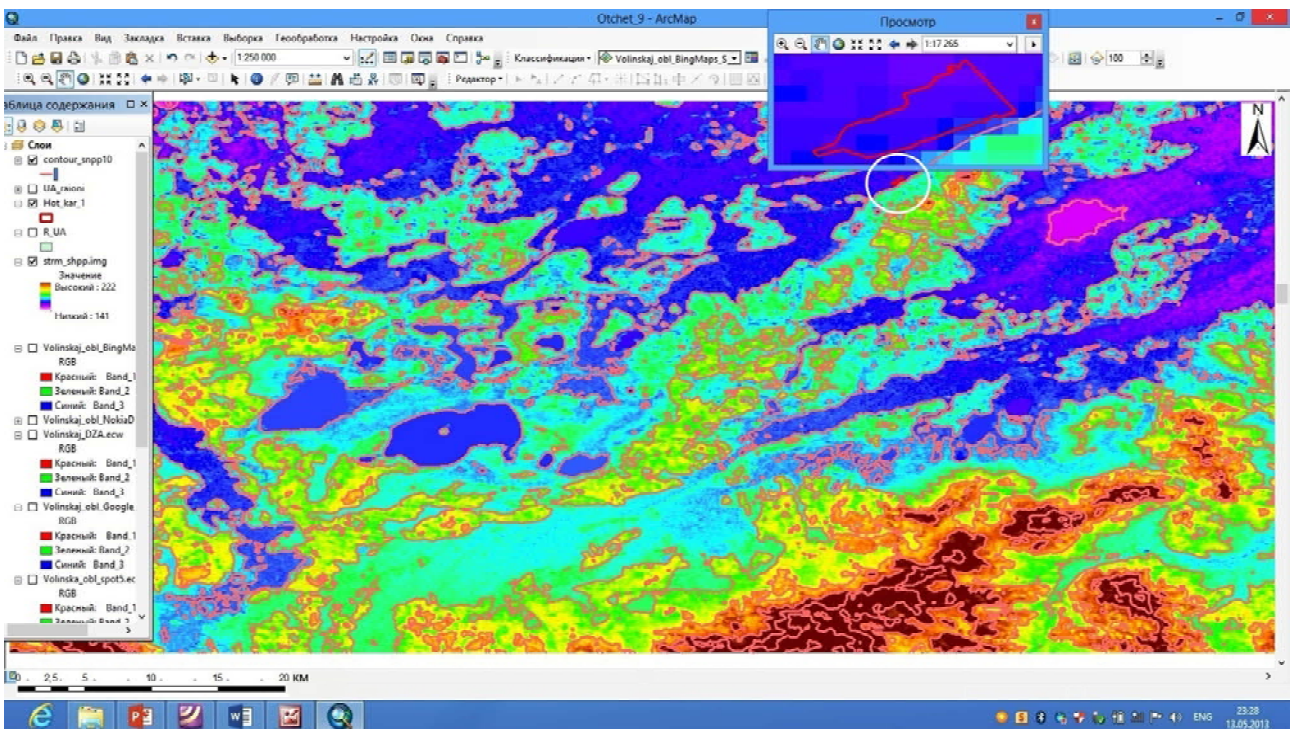 Otchet_9 - ArcMap
Просмотр
Файл Правка Вид Закладка Вставка Выборка Геообработка Настройка Окна Справка
1:250 000
Классификация
Volinskaj_obl_BingMaps_S
1:17 265
100
Редактор
аблица содержания
Слои
contour_snpp10
UA_raioni
Hot_kar_1
R_UA
strm_shpp.img
Значение
Высокий : 222
Низкий : 141
Volinskaj_obl_BingMa
RGB
Красный: Band_1
Зеленый: Band_2
Синий: Band_3
Volinskaj_obl_NokiaD
Volinskaj_DZA.ecw
RGB
Красный: Band_1
Зеленый: Band_2
Синий: Band_3
Volinskaj_obl_Google
RGB
Красный: Band_1
Зеленый: Band_2
Синий: Band_3
Volinska_obl_spot5.ec
RGB
Красный: Band_1
Зеленый: Band_2
N
0 2,5 5 10 15 20 КМ
ENG
23:28
13.05.2013